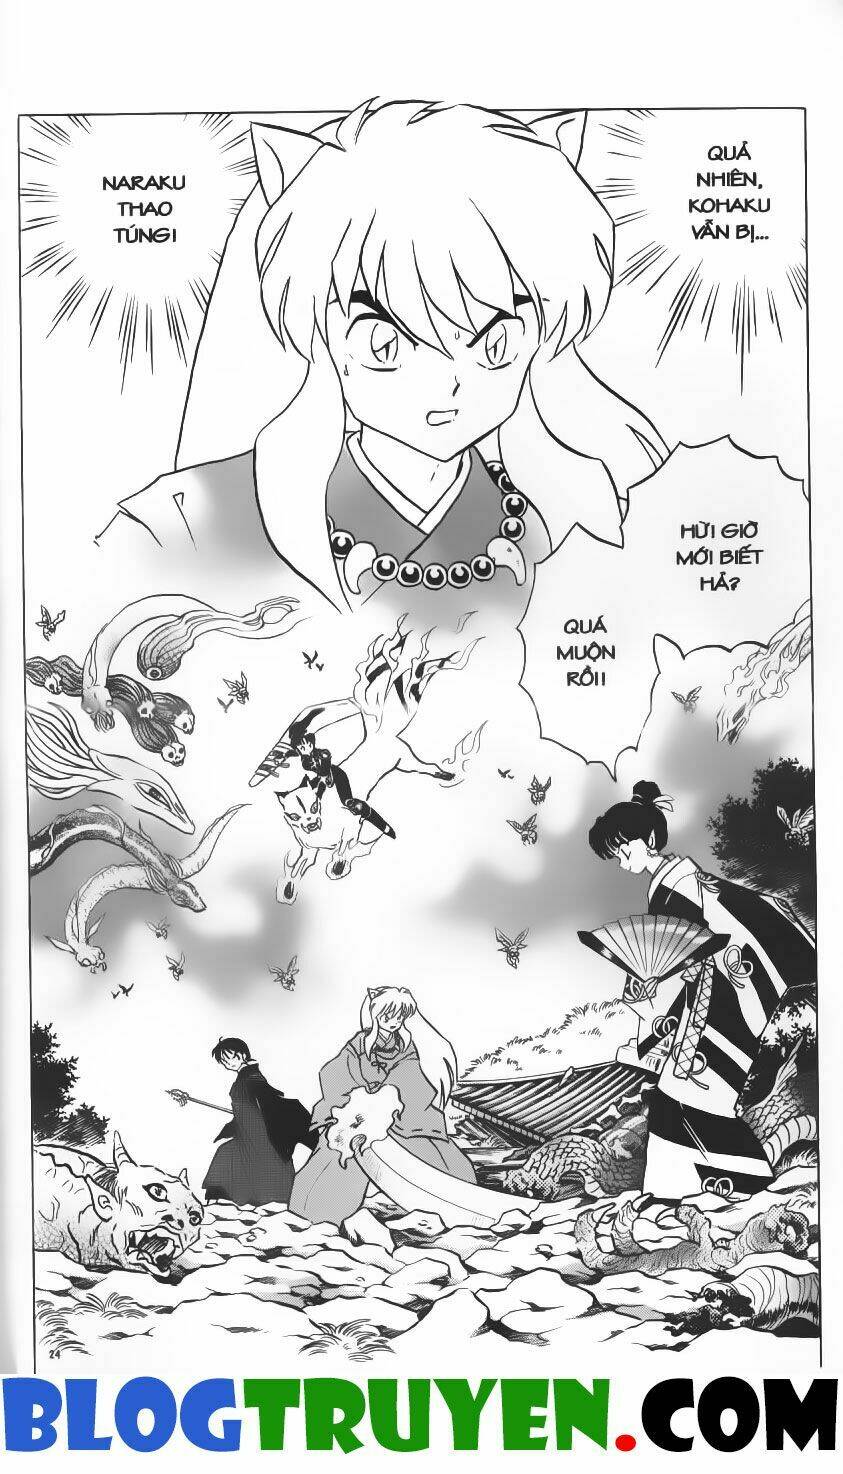 QUẢ
NHIÊN,
KOHAKU
VẪN BỊ...
NARAKU
THAO
TÚNG!
HỪ! GIỜ
MỚI BIẾT
HẢ?
QUÁ
MUỘN
RỒI!
24
BLOGTRUYEN.COM